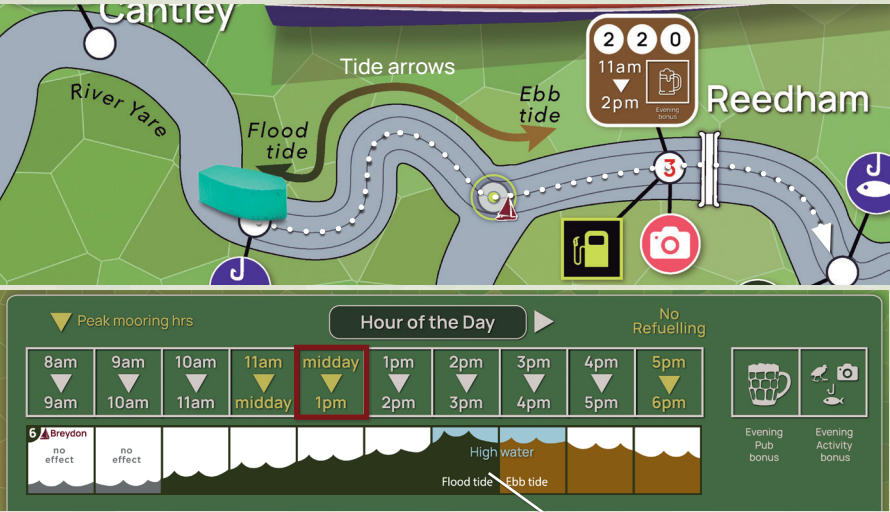 Cantley
River Yare
Flood
tide
Tide arrows
Ebb
tide
2 2 0
11am
2pm
Evening
bonus
Reedham
3
Peak mooring hrs
Hour of the Day
No
Refuelling
8am 9am 10am 11am midday 1pm 2pm 3pm 4pm 5pm
9am 10am 11am midday 1pm 2pm 3pm 4pm 5pm 6pm
6 Breydon
no
effect
no
effect
High water
Flood tide
Ebb tide
Evening
Pub
bonus
Evening
Activity
bonus